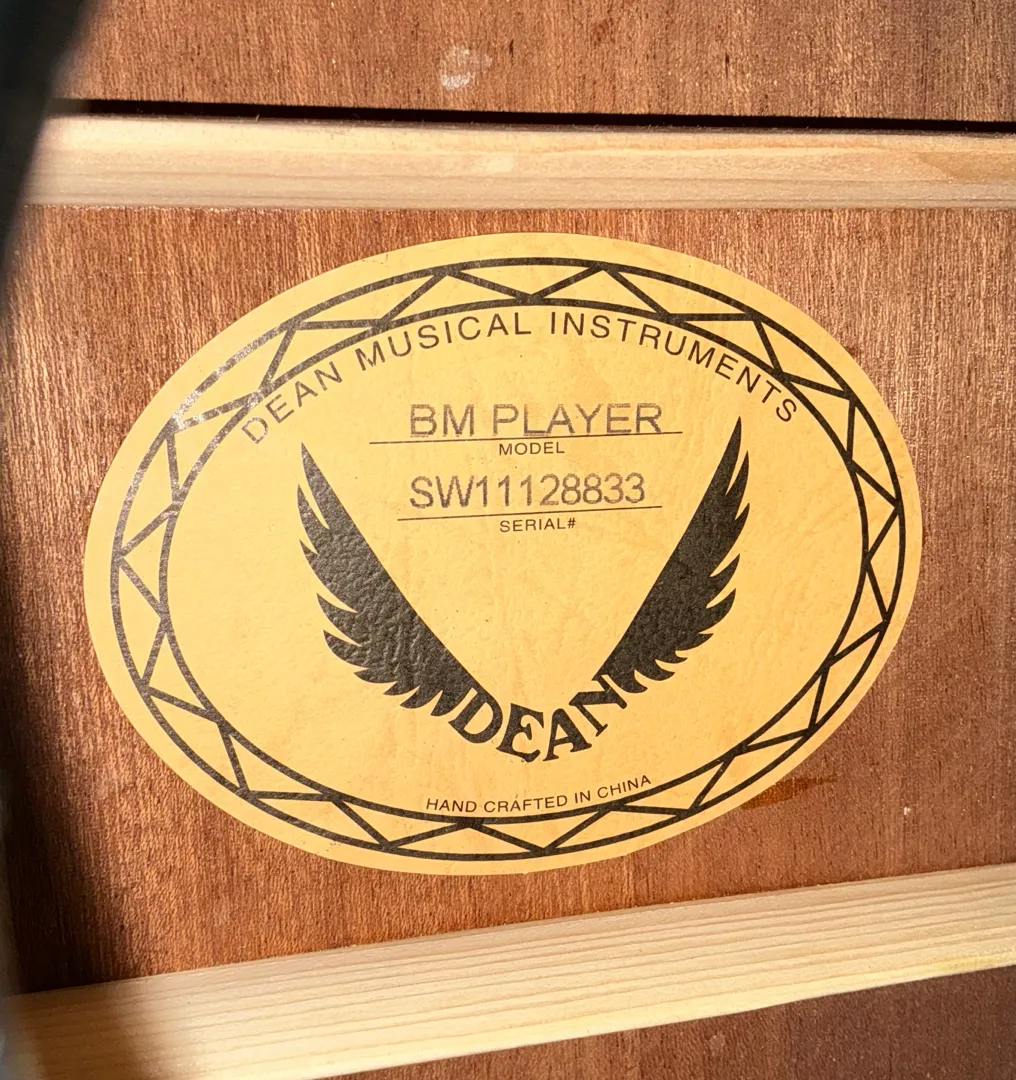 DEAN MUSICAL INSTRUMENTS
BM PLAYER
MODEL
SW11128833
SERIAL#
DEAN
HAND CRAFTED IN CHINA